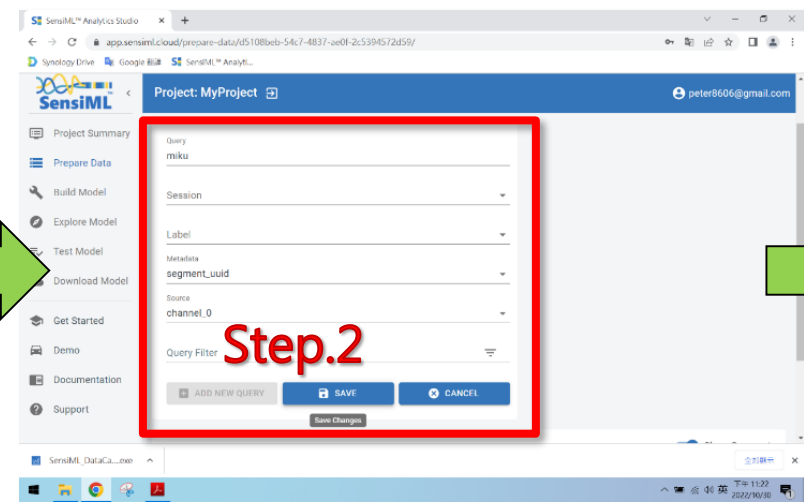 SensiML™ Analytics Studio
app.sensiml.cloud/prepare-data/d5108beb-54c7-4837-ae0f-2c5394572d59/
Synology Drive
Google 翻譯
SensiML™ Analyti...
SensiML
Project: MyProject
peter8606@gmail.com
Project Summary
Prepare Data
Build Model
Explore Model
Test Model
Download Model
Get Started
Demo
Documentation
Support
Query
miku
Session
Label
Metadata
segment_uuid
Source
channel_0
Query Filter
Step.2
ADD NEW QUERY
SAVE
CANCEL
Save Changes
SensiML_DataCa....exe
全部顯示
英
下午 11:22
2022/10/30